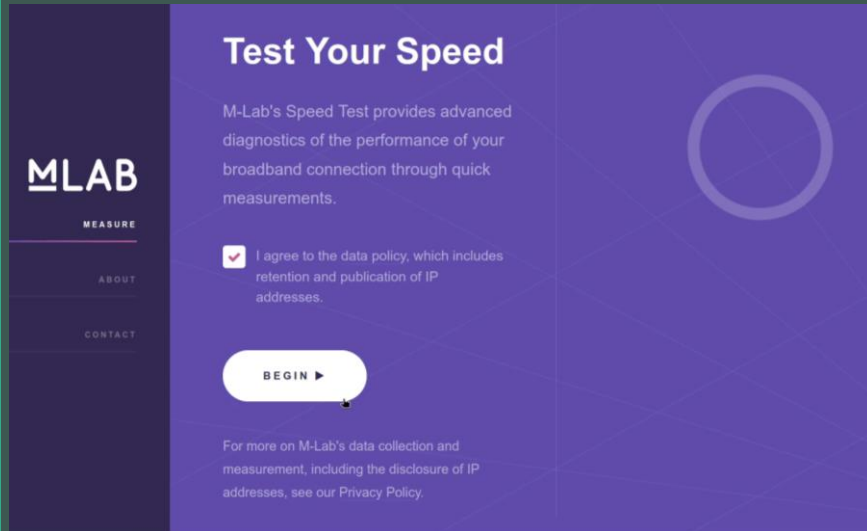 MLAB
MEASURE
ABOUT
CONTACT
Test Your Speed
M-Lab's Speed Test provides advanced
diagnostics of the performance of your
broadband connection through quick
measurements.
I agree to the data policy, which includes
retention and publication of IP
addresses.
BEGIN
For more on M-Lab's data collection and
measurement, including the disclosure of IP
addresses, see our Privacy Policy.